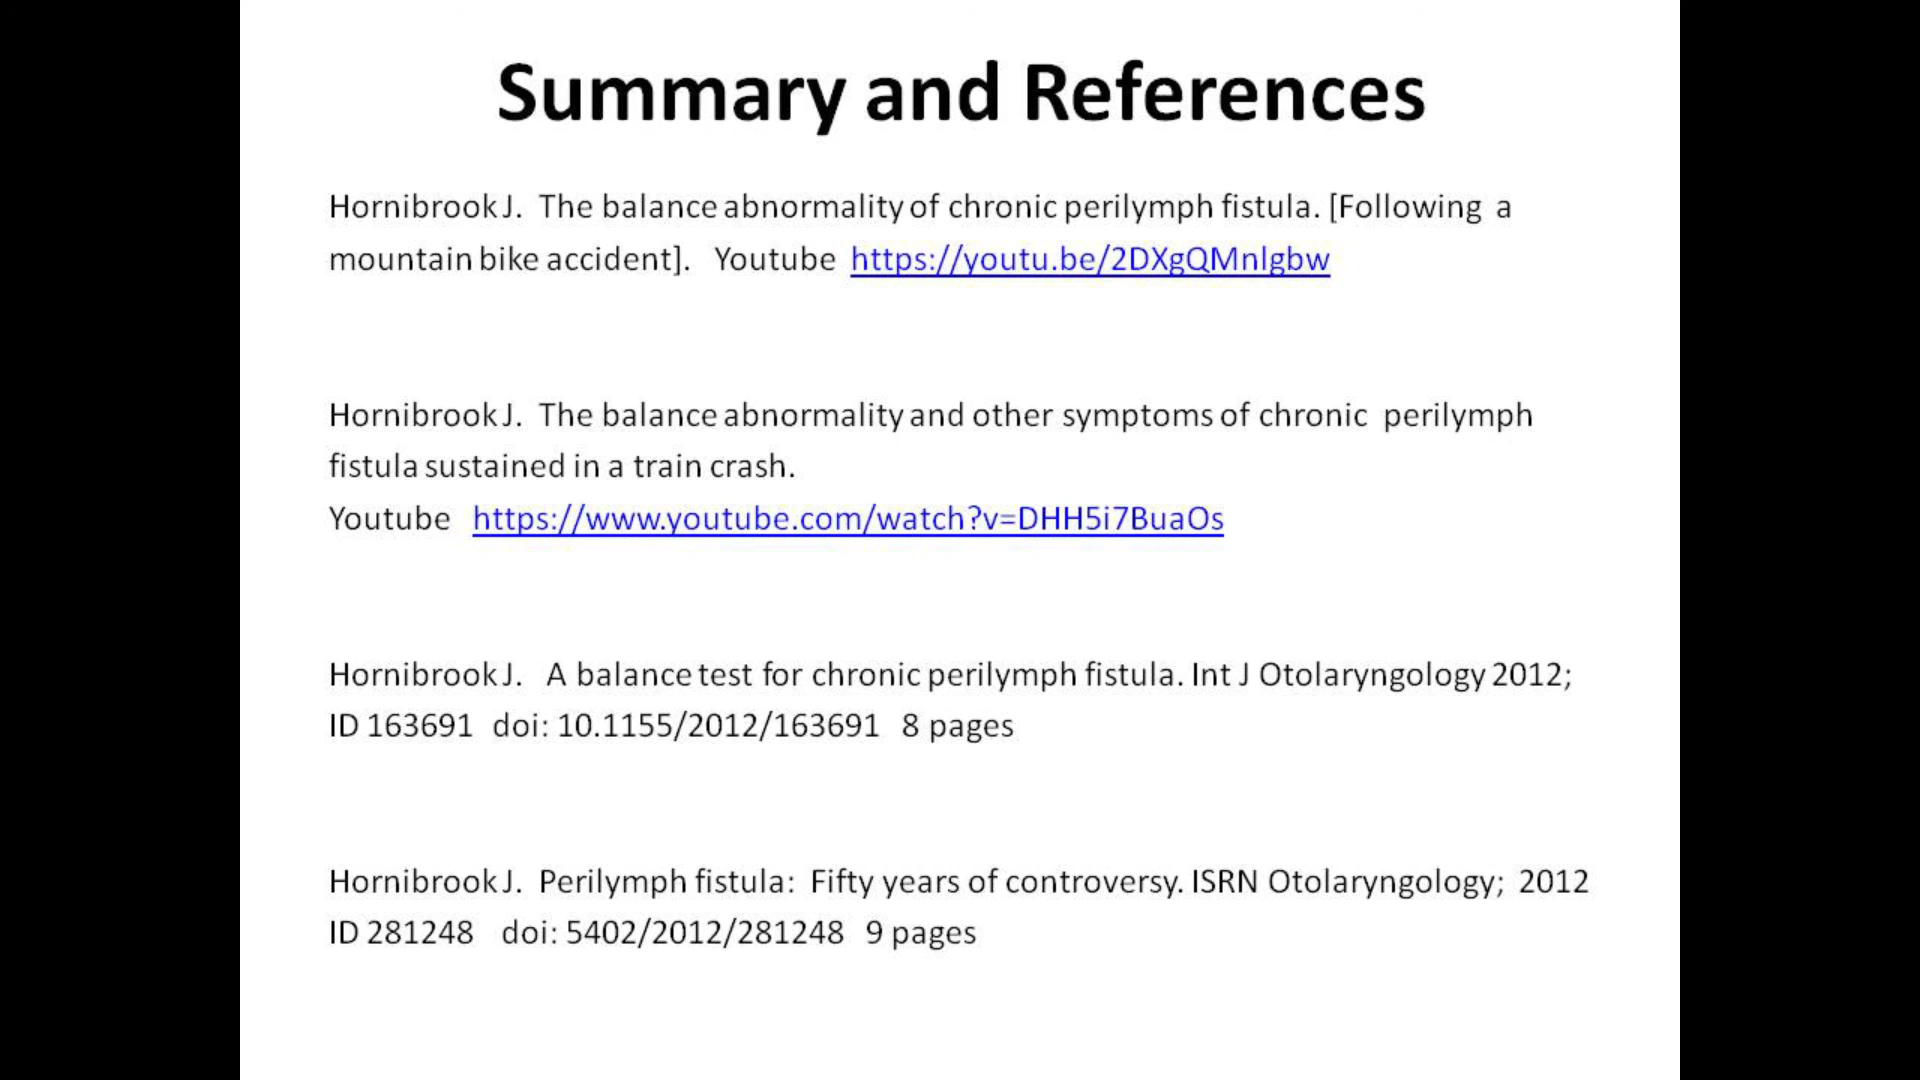 Summary and References
Hornibrook J. The balance abnormality of chronic perilymph fistula. [Following a
mountain bike accident]. Youtube https://youtu.be/2DXgQMnlgbw
Hornibrook J. The balance abnormality and other symptoms of chronic perilymph
fistula sustained in a train crash.
Youtube https://www.youtube.com/watch?v=DHH5i7BuaOs
Hornibrook J. A balance test for chronic perilymph fistula. Int J Otolaryngology 2012;
ID 163691 doi: 10.1155/2012/163691 8 pages
Hornibrook J. Perilymph fistula: Fifty years of controversy. ISRN Otolaryngology; 2012
ID 281248 doi: 5402/2012/281248 9 pages